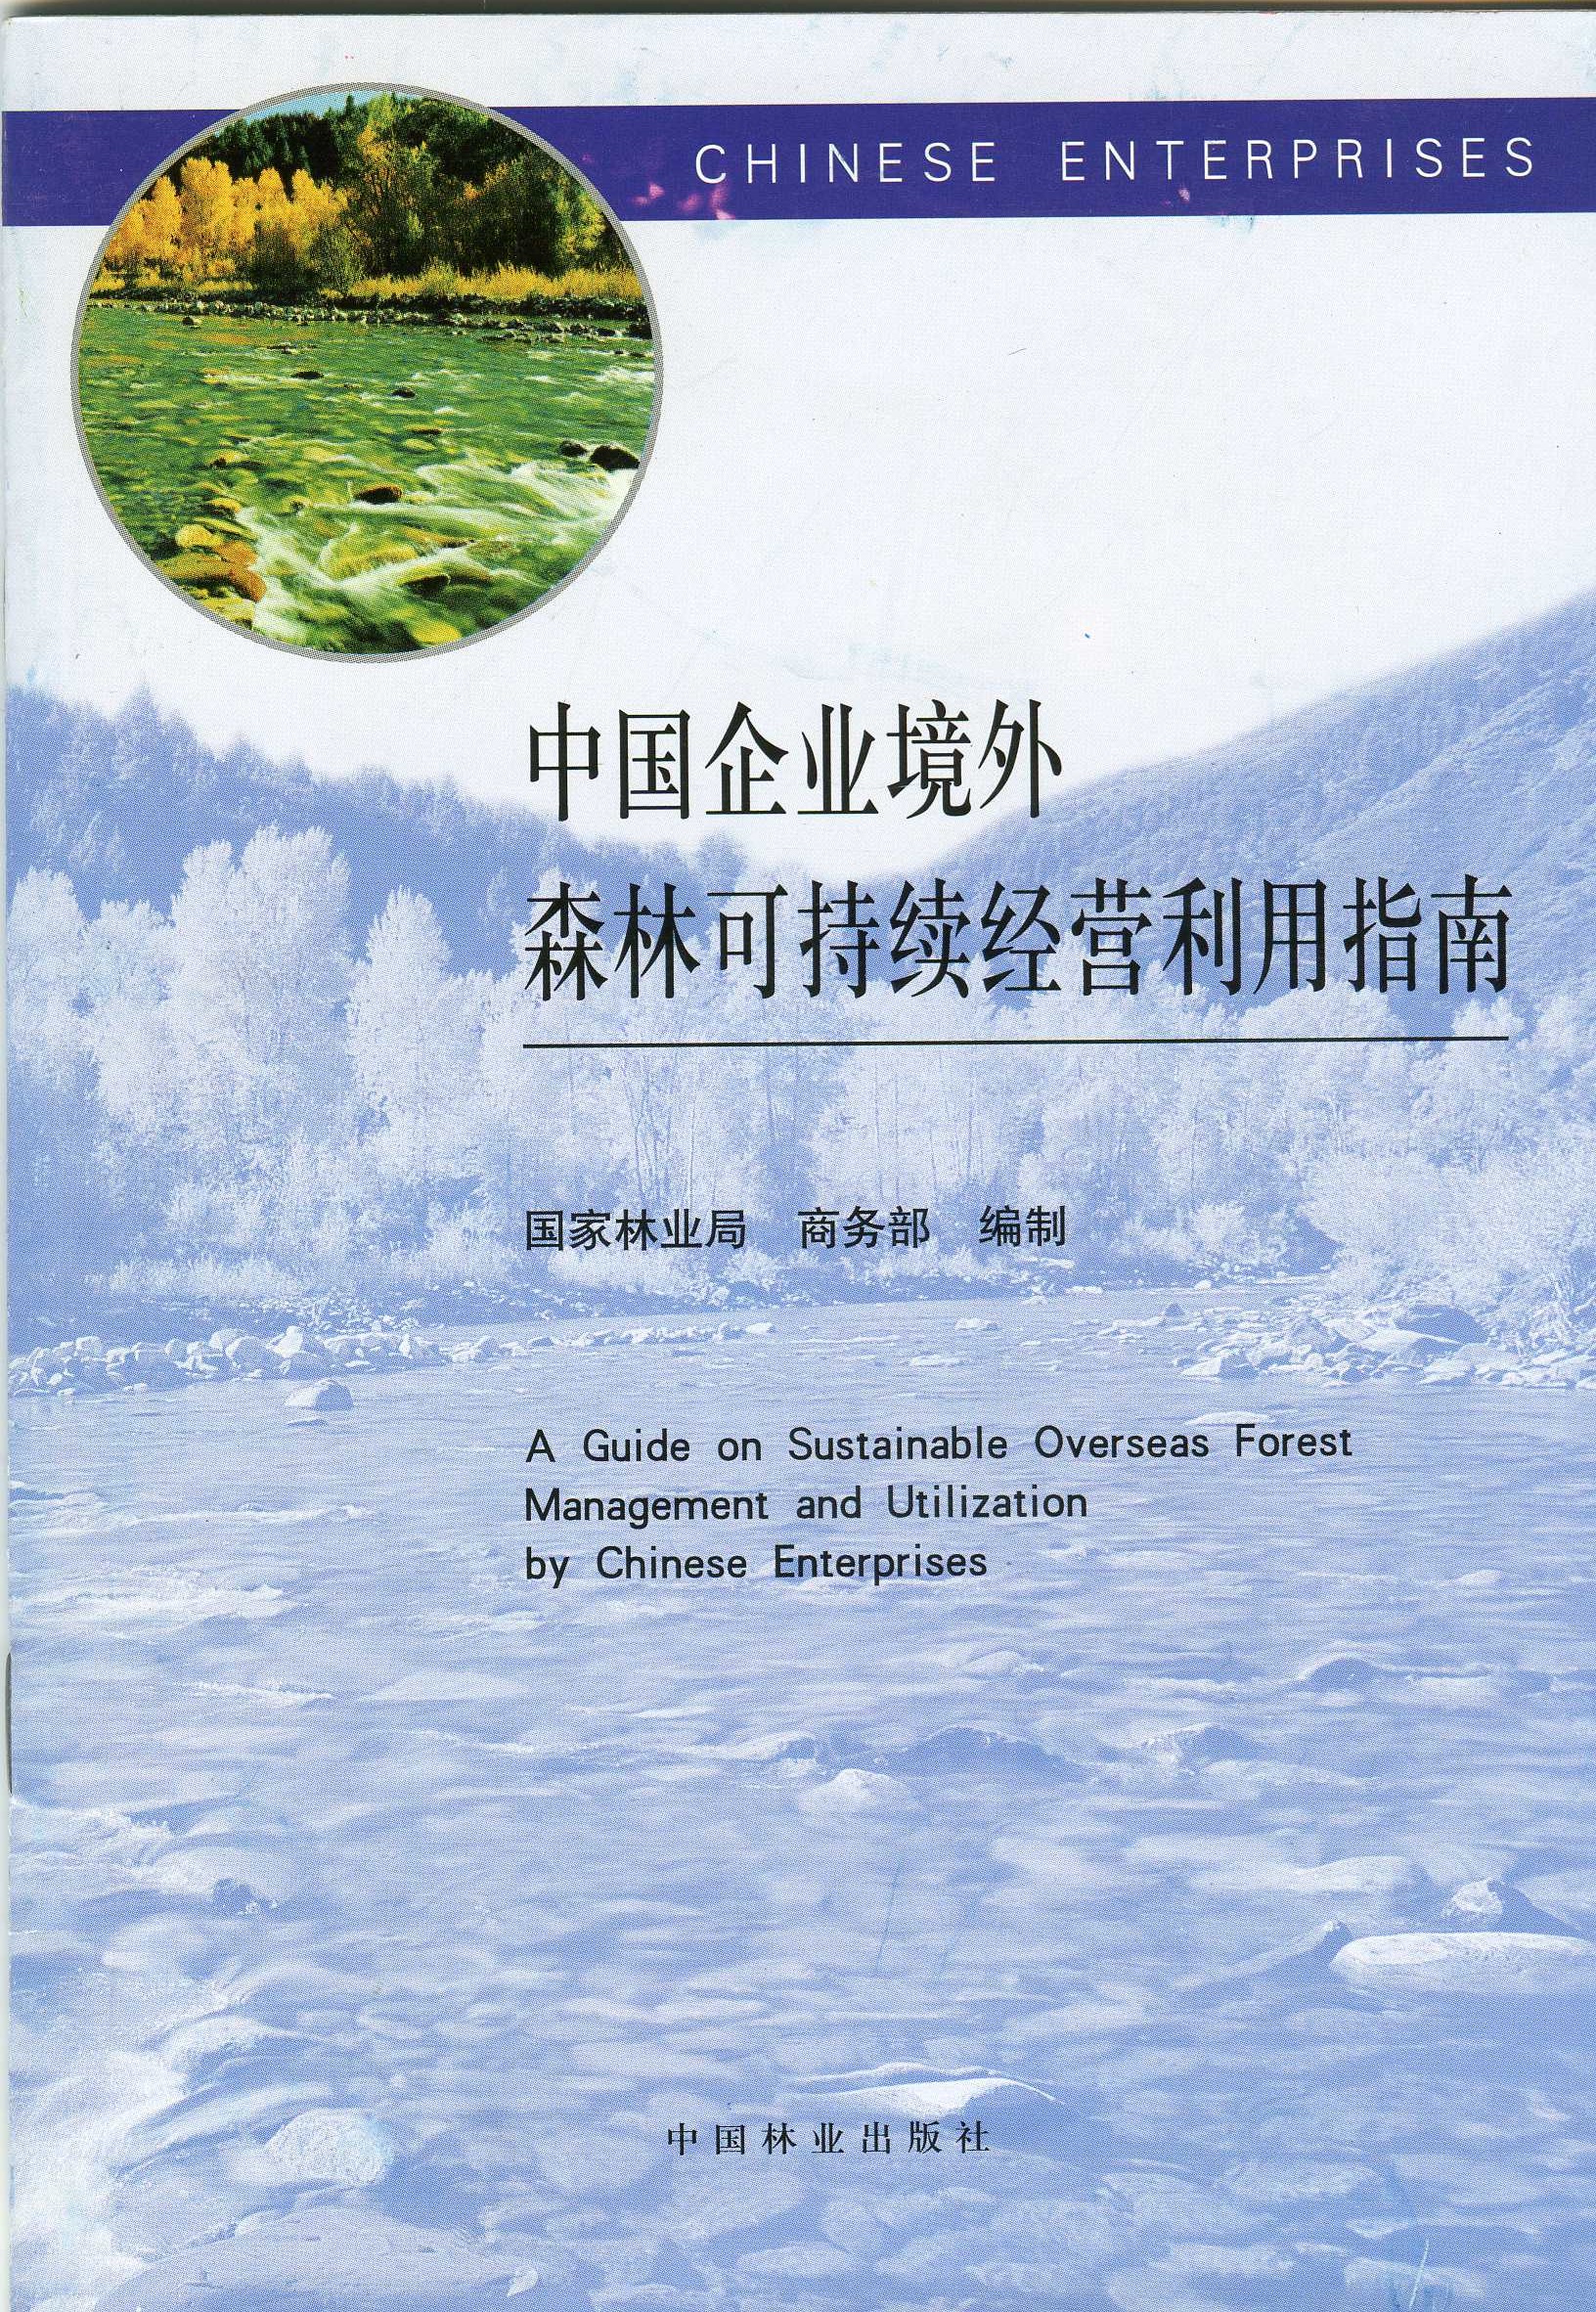 CHINESE ENTERPRISES
中国企业境外
森林可持续经营利用指南
国家林业局 商务部 编制
A Guide on Sustainable Overseas Forest
Management and Utilization
by Chinese Enterprises
中国林业出版社